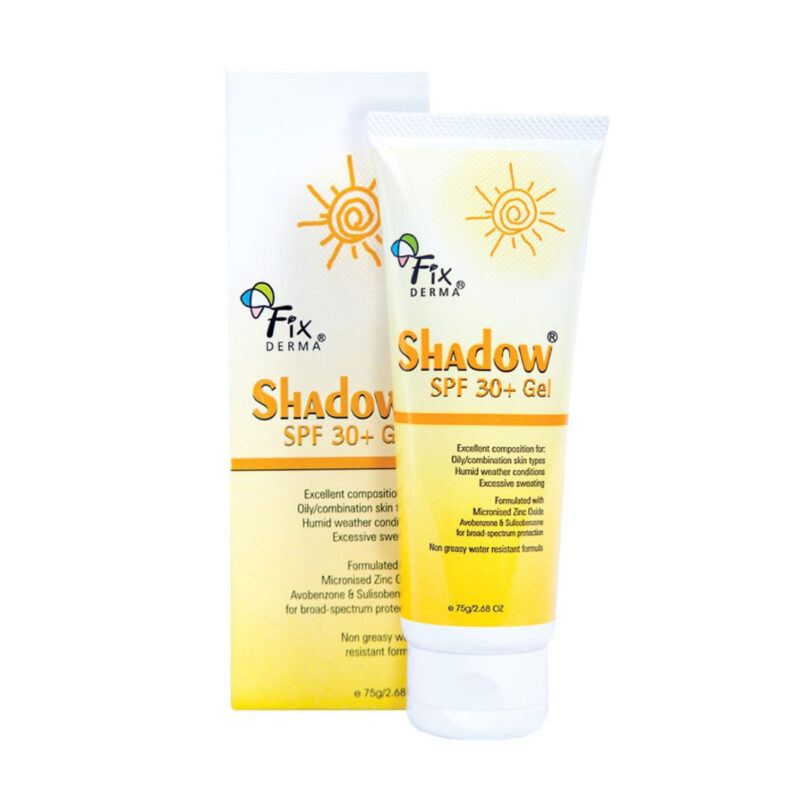 Fix®
DERMA
Shadow
SPF 30+ G
Excellent composition
Oily/combination skin t
Humid weather condi
Excessive swea
Formulated
Micronised Zinc O
Avobenzone & Sulisoben
for broad-spectrum prote
Non greasy w
resistant form
e 75g/2.68
Fix®
DERMA
Shadow®
SPF 30+ Gel
Excellent composition for:
Oily/combination skin types
Humid weather conditions
Excessive sweating
Formulated with
Micronised Zinc Oxide
Avobenzone & Sulisobenzone
for broad-spectrum protection
Non greasy water resistant formula
e 75g/2.68 OZ